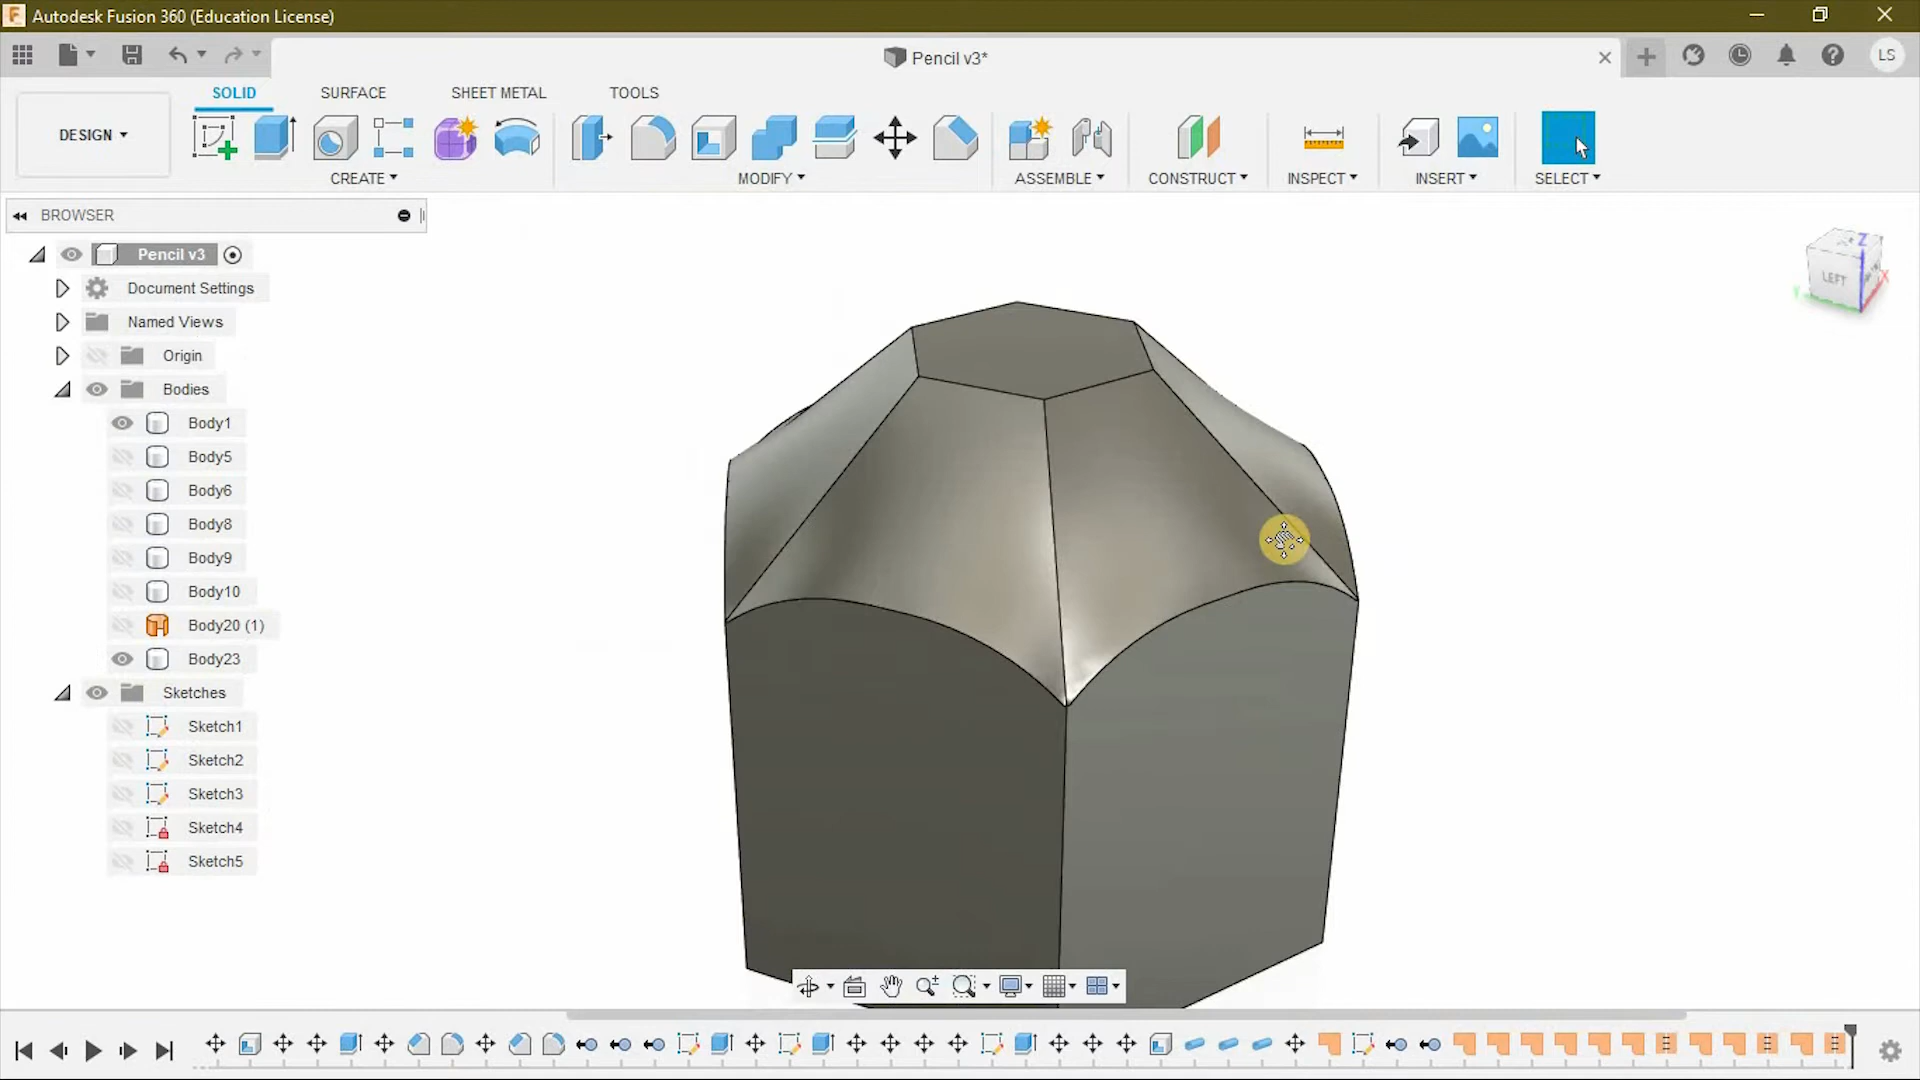 Autodesk Fusion 360 (Education License)
Pencil v3*
LS
SOLID
SURFACE
SHEET METAL
TOOLS
DESIGN
CREATE
MODIFY
ASSEMBLE
CONSTRUCT
INSPECT
INSERT
SELECT
BROWSER
Pencil v3
Document Settings
Named Views
Origin
Bodies
Body1
Body5
Body6
Body8
Body9
Body10
Body20 (1)
Body23
Sketches
Sketch1
Sketch2
Sketch3
Sketch4
Sketch5
Z
LEFT
X
Y